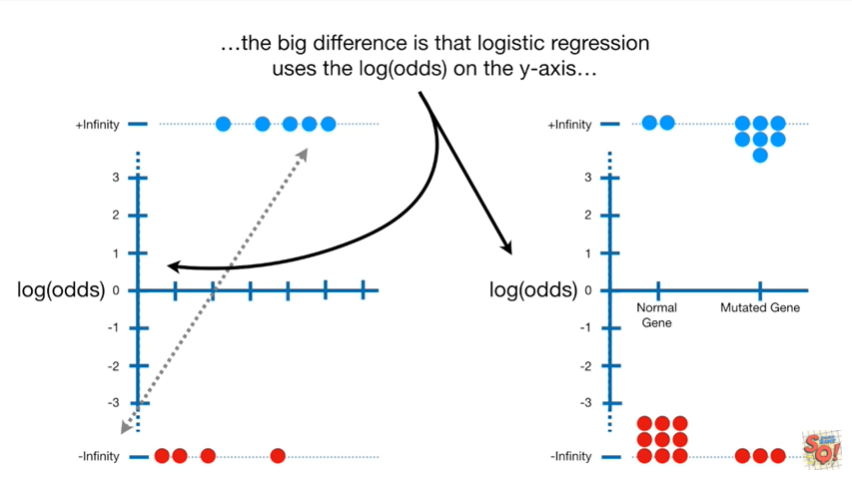 …the big difference is that logistic regression
uses the log(odds) on the y-axis…
+Infinity
3
2
1
log(odds) 0
-1
-2
-3
-Infinity
+Infinity
3
2
1
log(odds) 0
Normal
Gene
Mutated Gene
-1
-2
-3
-Infinity
SQ!